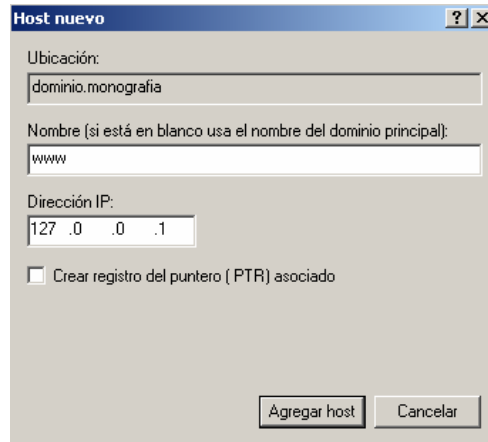 Host nuevo
Ubicación:
dominio.monografia
Nombre (si está en blanco usa el nombre del dominio principal):
www
Dirección IP:
127 .0 .0 .1
Crear registro del puntero ( PTR) asociado
Agregar host Cancelar